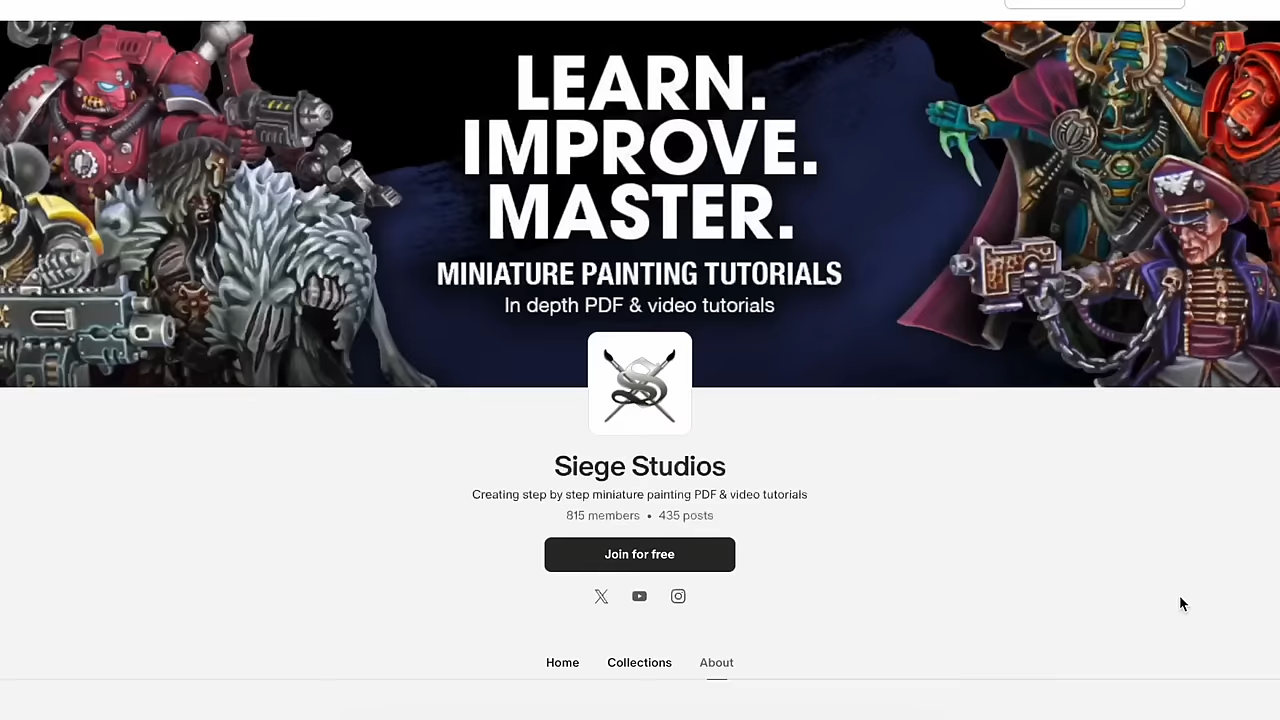 LEARN.
IMPROVE.
MASTER.
MINIATURE PAINTING TUTORIALS
In depth PDF & video tutorials
Siege Studios
Creating step by step miniature painting PDF & video tutorials
815 members • 435 posts
Join for free
Home Collections About